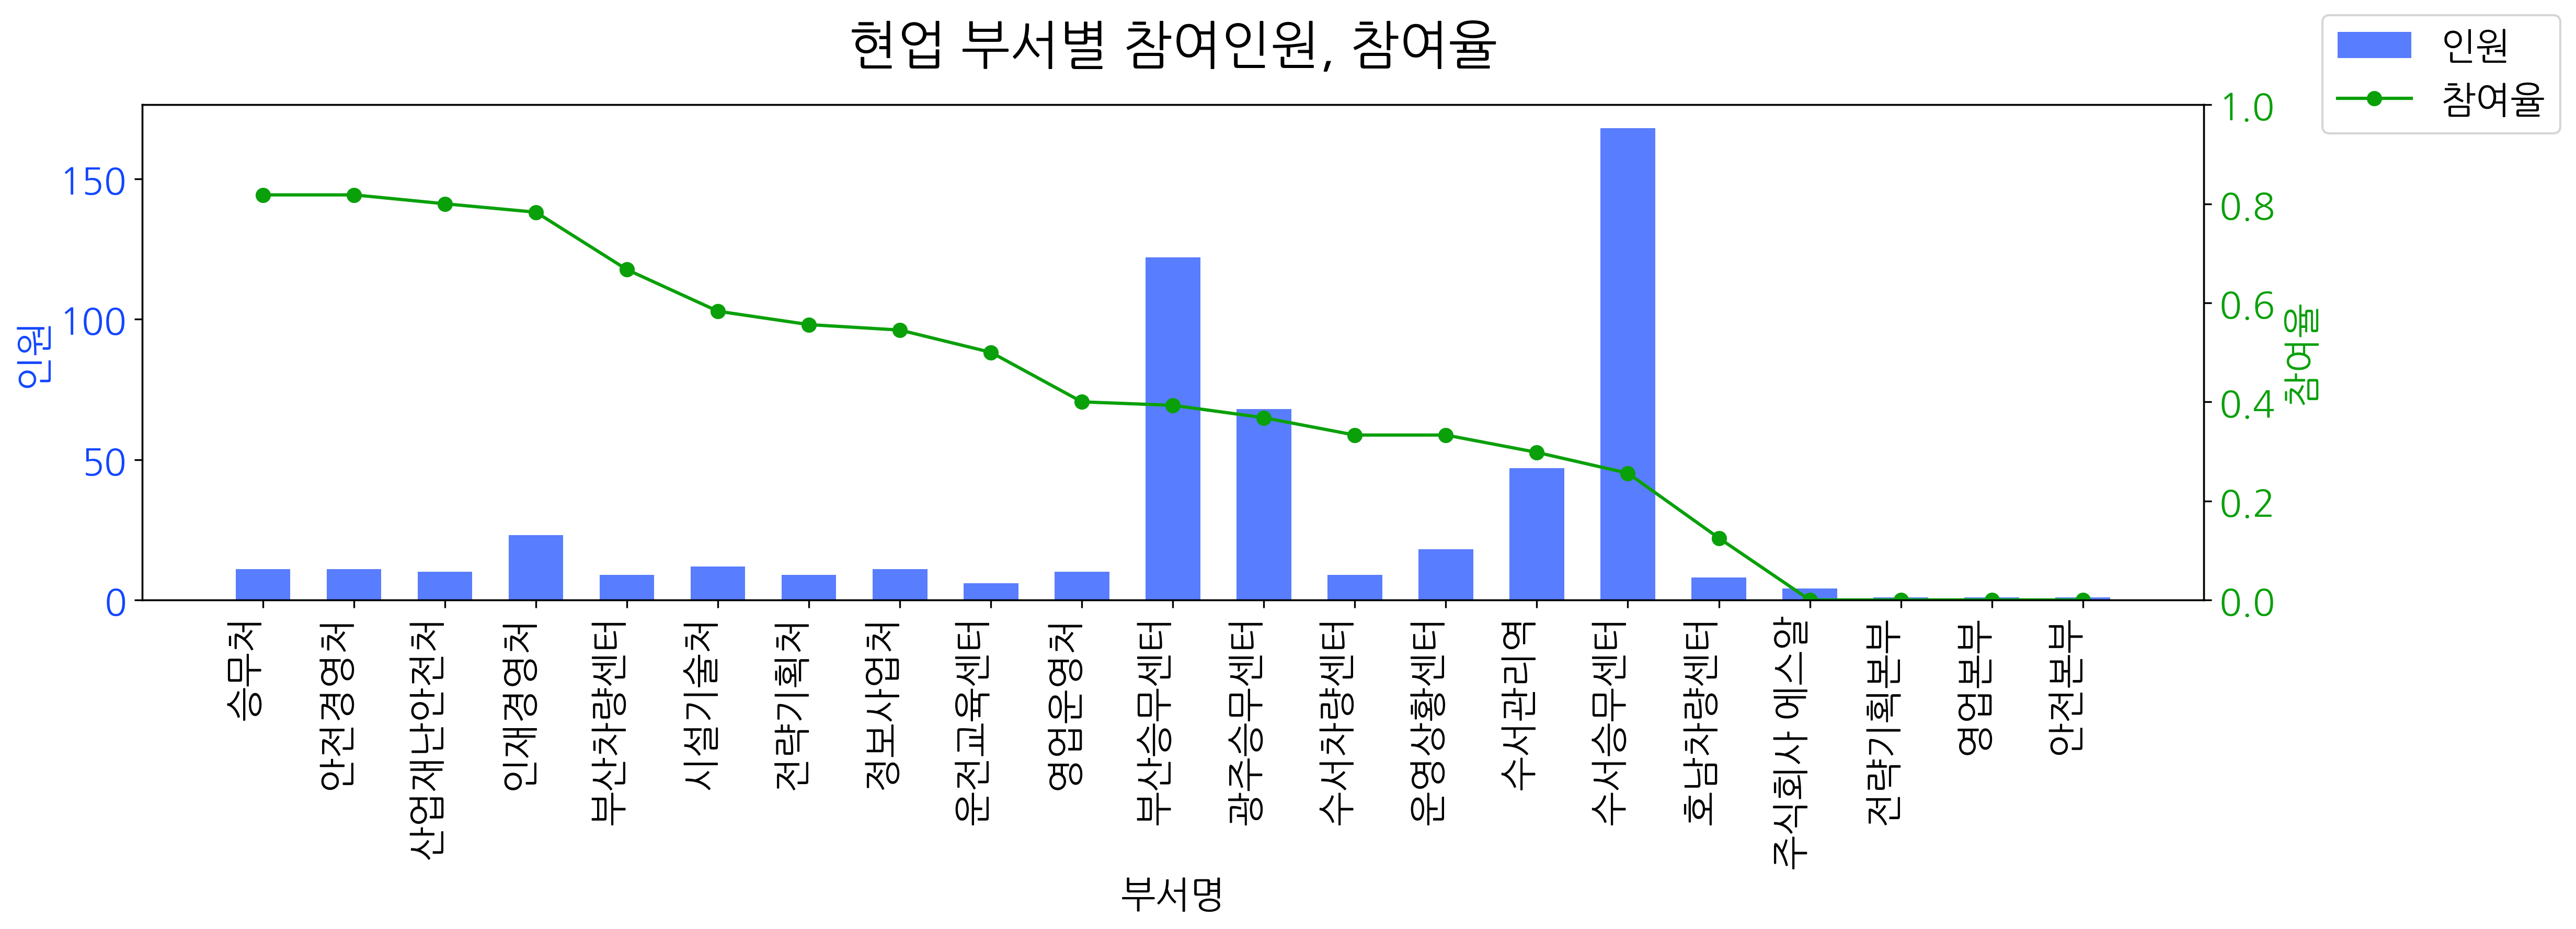 현업 부서별 참여인원, 참여율
인원
참여율
150
100
50
0
인원
1.0
0.8
0.6
0.4
0.2
0.0
참여율
승무처
안전경영처
산업재난안전처
인재경영처
부산차량센터
시설기술처
전략기획처
정보사업처
운전교육센터
영업운영처
부산승무센터
광주승무센터
수서차량센터
운영상황센터
수서관리역
수서승무센터
호남차량센터
주식회사 에스알
전략기획본부
영업본부
안전본부
부서명